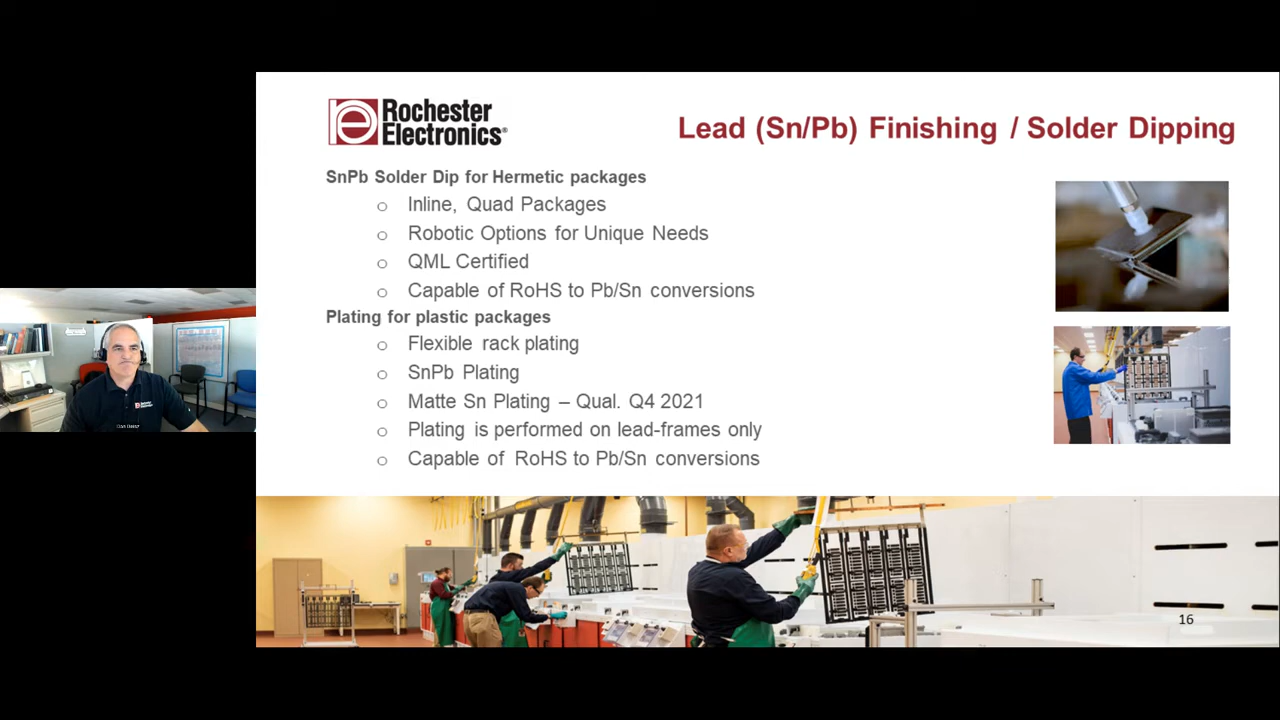 Rochester
Electronics®
Lead (Sn/Pb) Finishing / Solder Dipping
SnPb Solder Dip for Hermetic packages
o Inline, Quad Packages
o Robotic Options for Unique Needs
o QML Certified
o Capable of RoHS to Pb/Sn conversions
Plating for plastic packages
o Flexible rack plating
o SnPb Plating
o Matte Sn Plating – Qual. Q4 2021
o Plating is performed on lead-frames only
o Capable of RoHS to Pb/Sn conversions
16